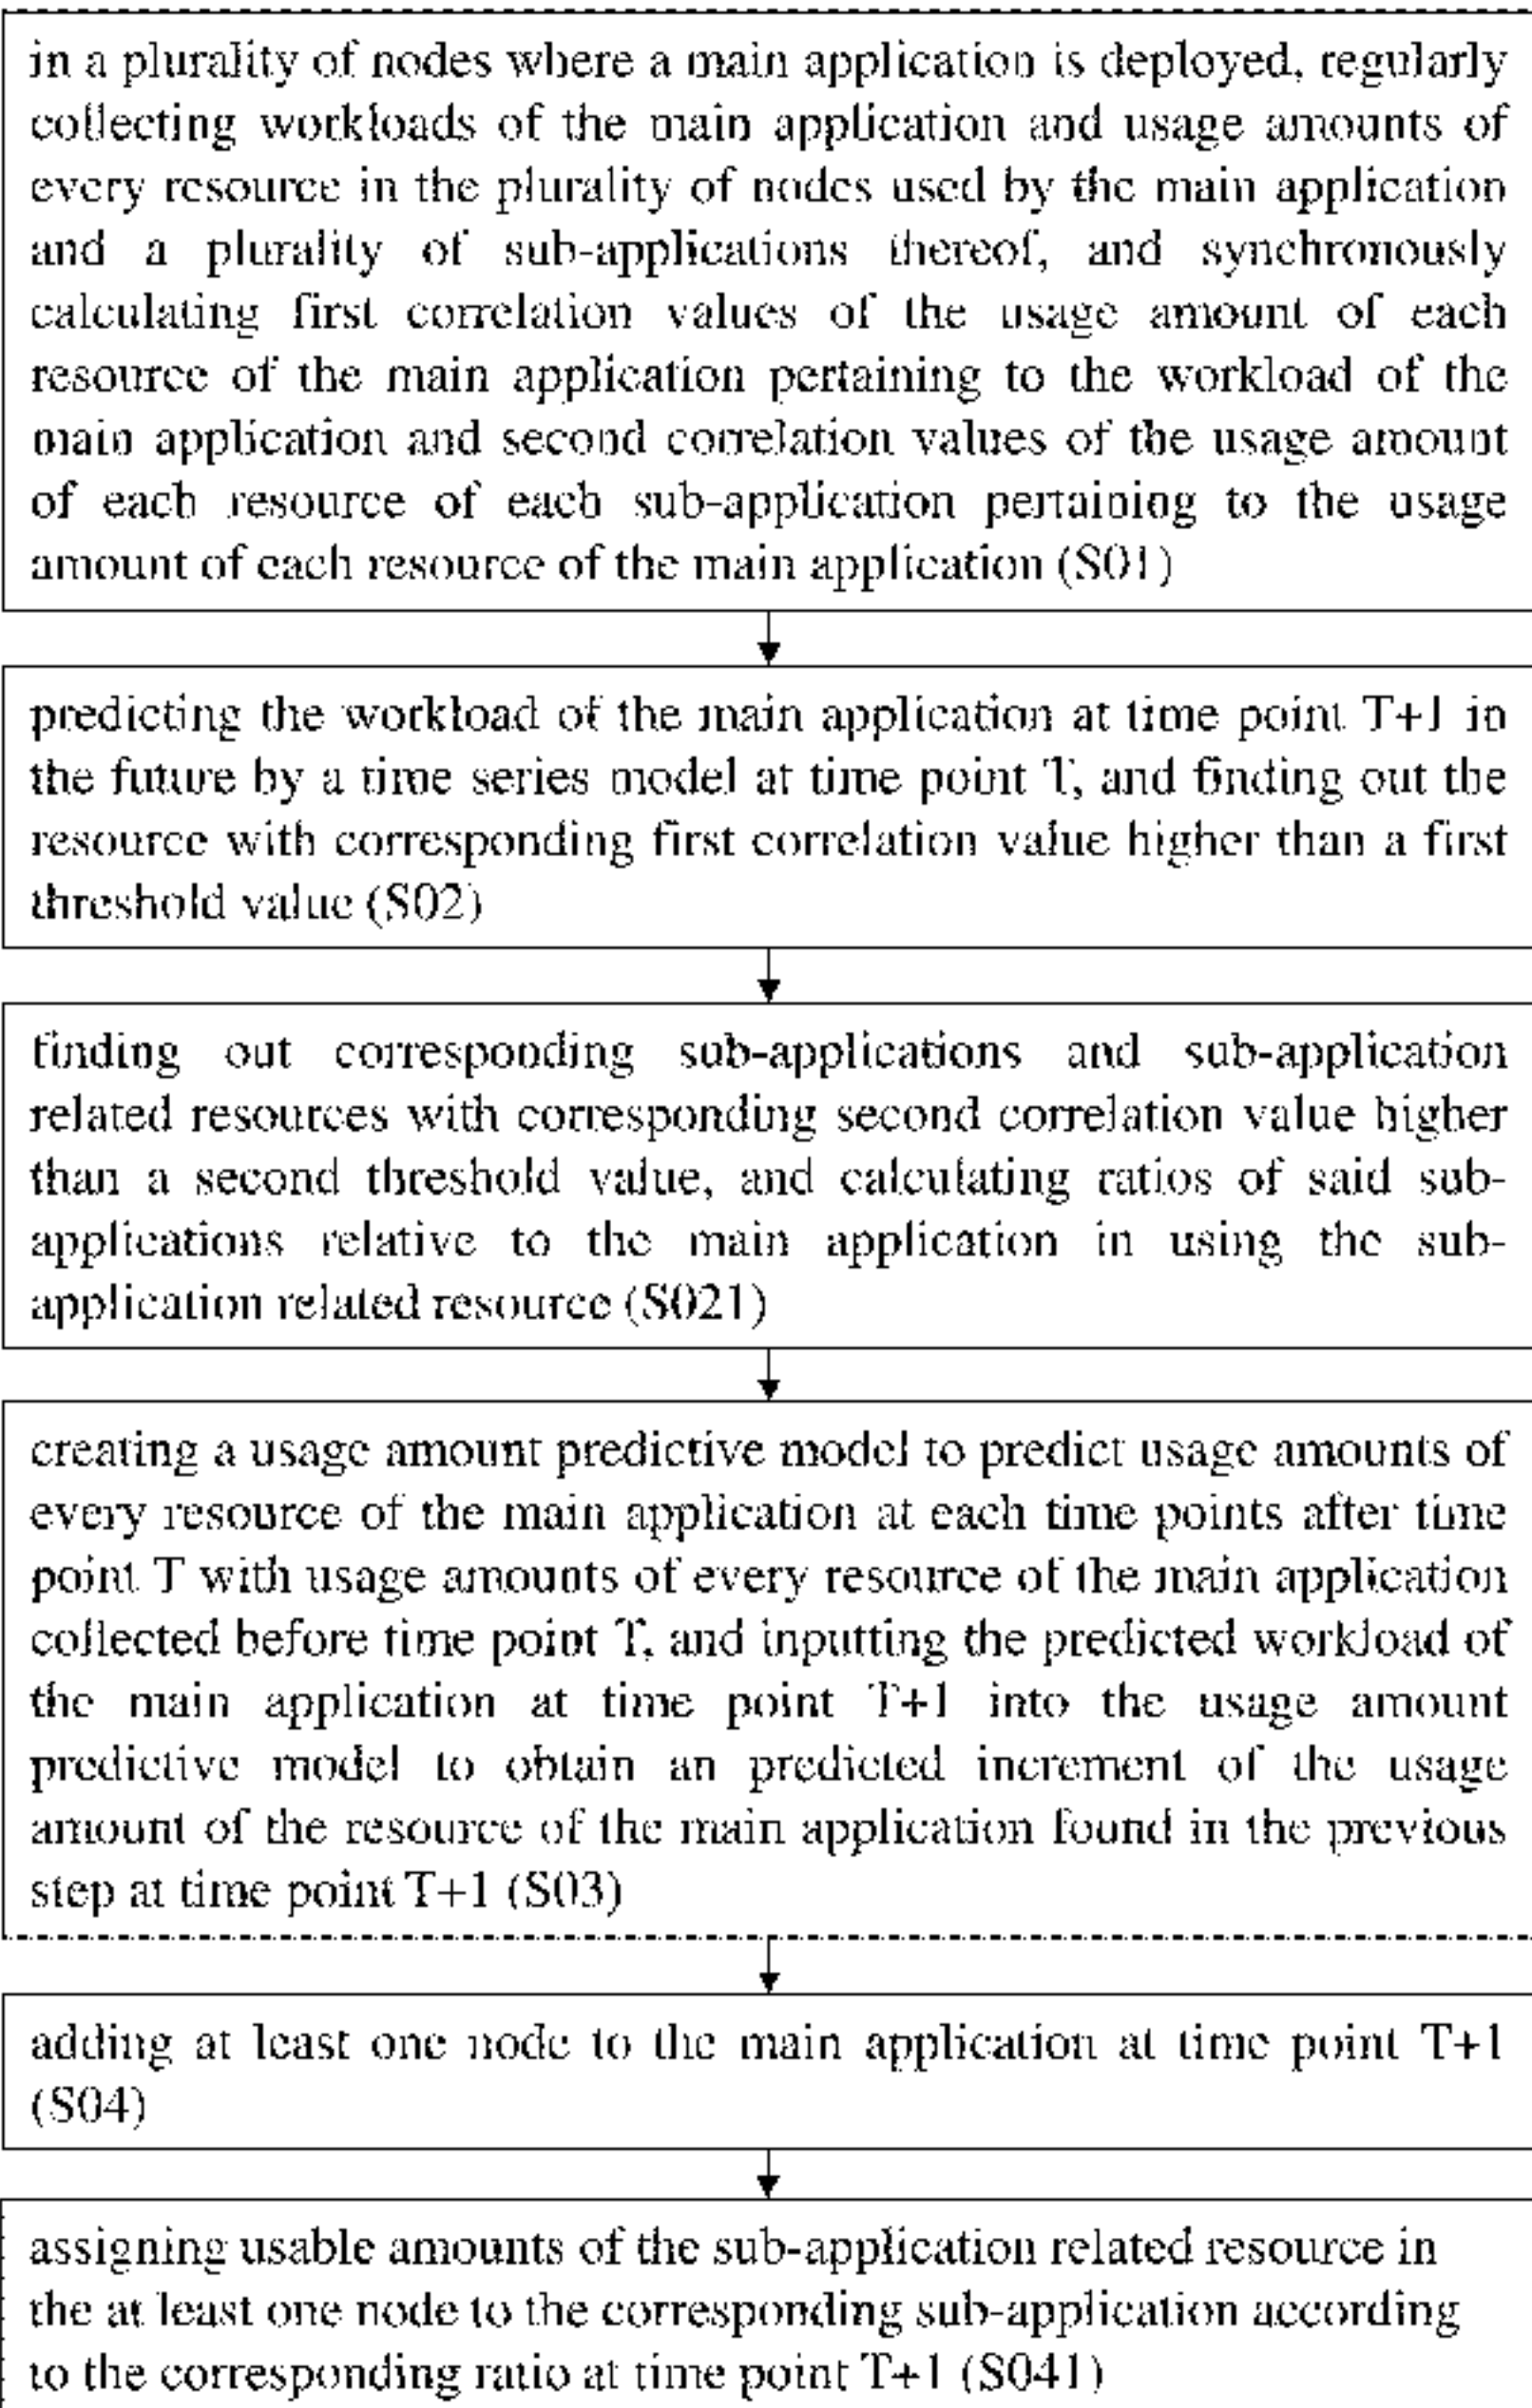 in a plurality of nodes where a main application is deployed, regularly
collecting workloads of the main application and usage amounts of
every resource in the plurality of nodes used by the main application
and a plurality of sub-applications thereof, and synchronously
calculating first correlation values of the usage amount of each
resource of the main application pertaining to the workload of the
main application and second correlation values of the usage amount
of each resource of each sub-application pertaining to the usage
amount of each resource of the main application (S01)
predicting the workload of the main application at time point T+1 in
the future by a time series model at time point T, and finding out the
resource with corresponding first correlation value higher than a first
threshold value (S02)
finding out corresponding sub-applications and sub-application
related resources with corresponding second correlation value higher
than a second threshold value, and calculating ratios of said sub-
applications relative to the main application in using the sub-
application related resource (S021)
creating a usage amount predictive model to predict usage amounts of
every resource of the main application at each time points after time
point T with usage amounts of every resource of the main application
collected before time point T, and inputting the predicted workload of
the main application at time point T+1 into the usage amount
predictive model to obtain an predicted increment of the usage
amount of the resource of the main application found in the previous
step at time point T+1 (S03)
adding at least one node to the main application at time point T+1
(S04)
assigning usable amounts of the sub-application related resource in
the at least one node to the corresponding sub-application according
to the corresponding ratio at time point T+1 (S041)